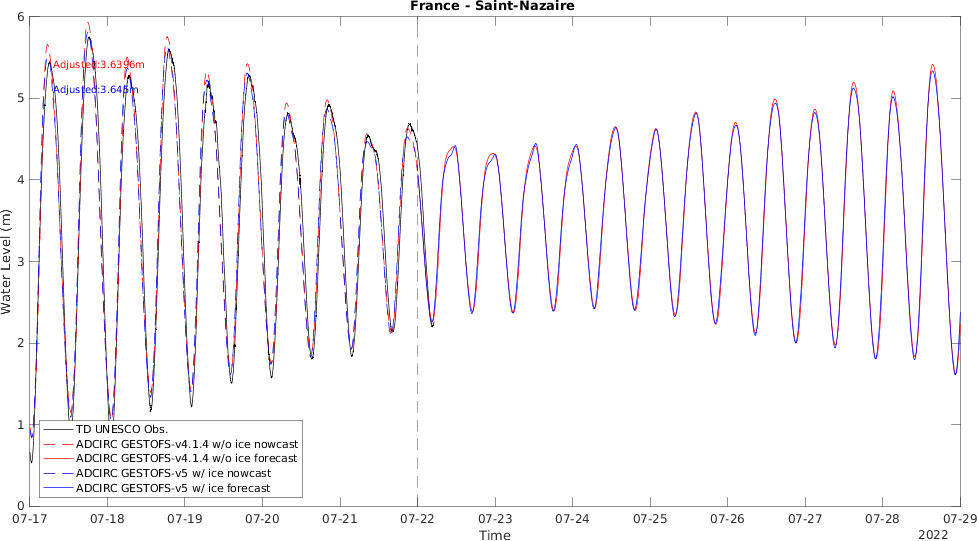 France - Saint-Nazaire
6
5
4
3
2
1
0
Water Level (m)
Adjusted:3.6396m
Adjusted:3.645m
TD UNESCO Obs.
ADCIRC GESTOFS-v4.1.4 w/o ice nowcast
ADCIRC GESTOFS-v4.1.4 w/o ice forecast
ADCIRC GESTOFS-v5 w/ ice nowcast
ADCIRC GESTOFS-v5 w/ ice forecast
07-17 07-18 07-19 07-20 07-21 07-22 07-23 07-24 07-25 07-26 07-27 07-28 07-29
Time
2022